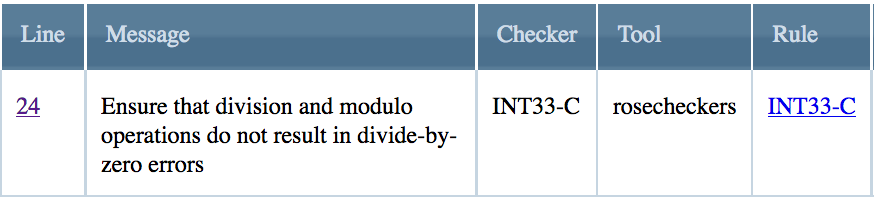 Line Message Checker Tool Rule
24 Ensure that division and modulo INT33-C rosecheckers INT33-C
operations do not result in divide-by-
zero errors